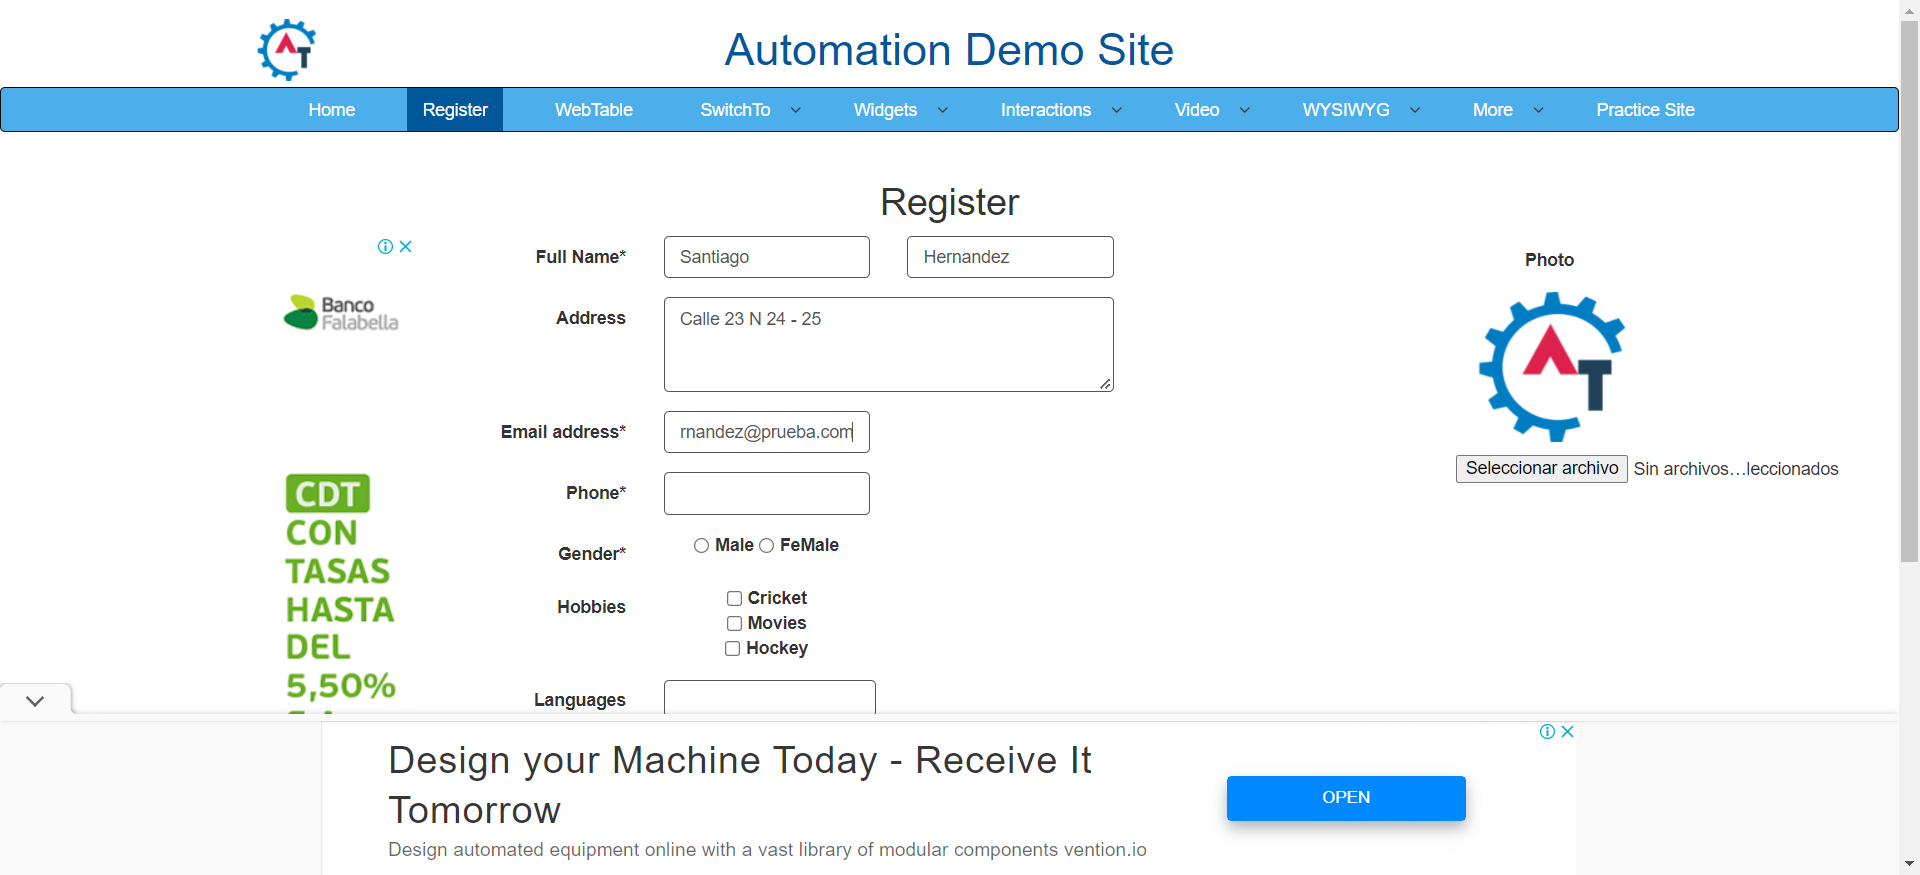 AT
Automation Demo Site
Home Register WebTable SwitchTo Widgets Interactions Video WYSIWYG More Practice Site
Register
Full Name* Santiago Hernandez
Photo
Banco
Falabella
Address Calle 23 N 24 - 25
AT
Email address* rnandez@prueba.com
Seleccionar archivo Sin archivos…leccionados
Phone*
CDT
CON
TASAS
HASTA
DEL
5,50%
Gender* Male FeMale
Hobbies Cricket
Movies
Hockey
Languages
Design your Machine Today - Receive It
Tomorrow
OPEN
Design automated equipment online with a vast library of modular components vention.io